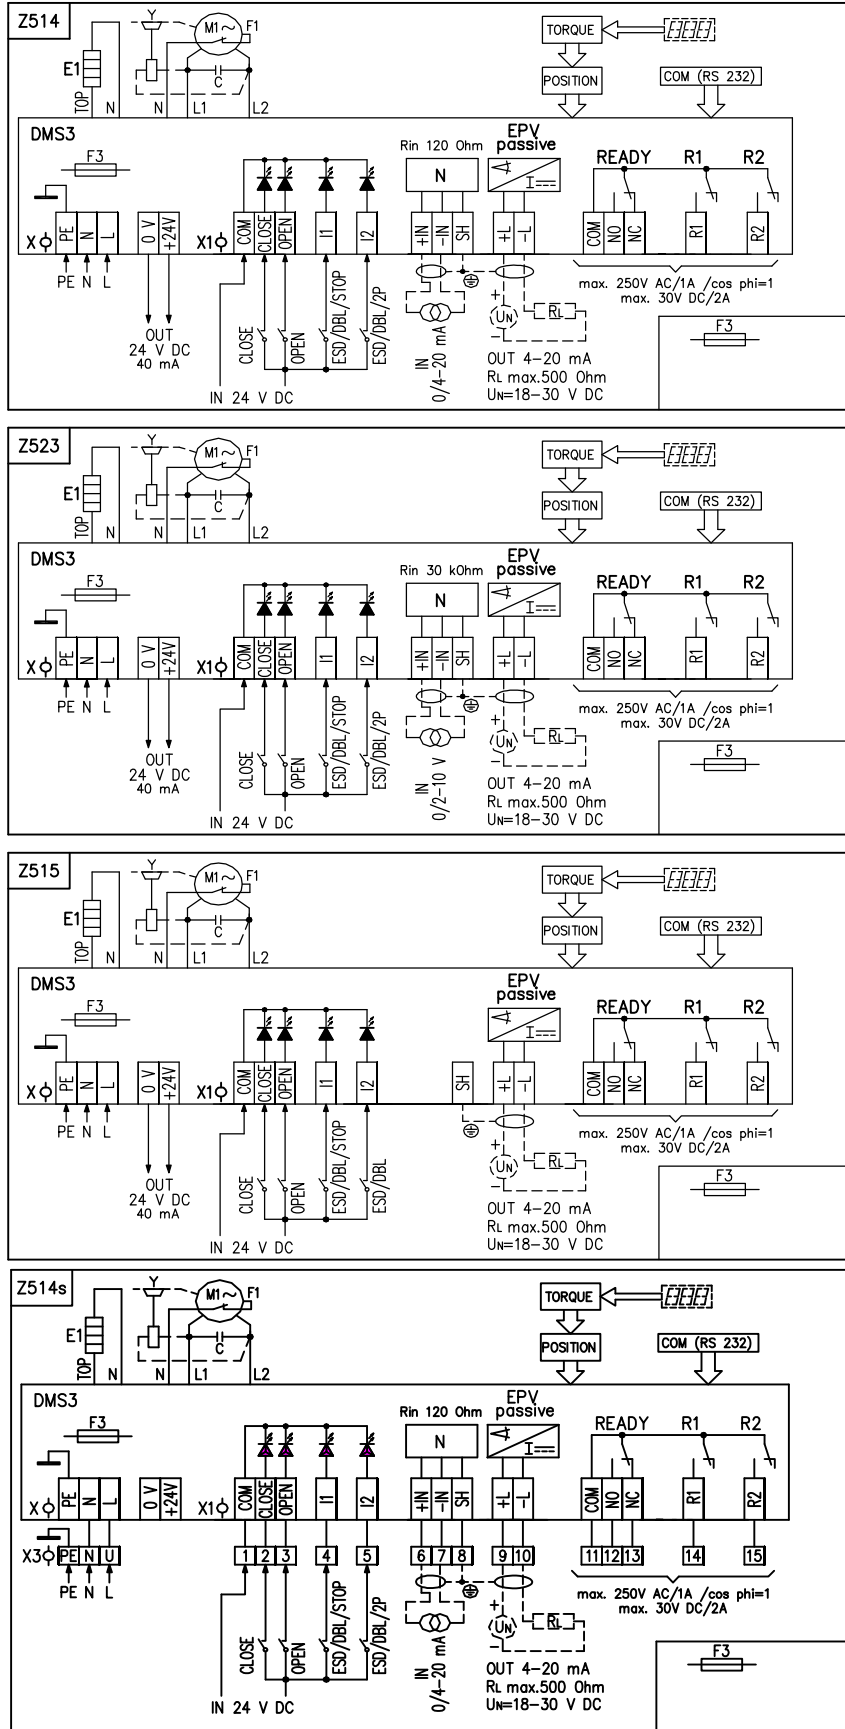 Z514
Y
M1~
F1
TORQUE
E1
C
POSITION
COM (RS 232)
TOP
N
N
L1
L2
DMS3
F3
Rin 120 Ohm
EPV
passive
N
I
READY
R1
R2
X
PE
N
L
0 V
+24V
X1
COM
CLOSE
OPEN
I1
I2
+IN
-IN
SH
+L
-L
COM
NO
NC
R1
R2
PE N L
OUT
24 V DC
40 mA
CLOSE
OPEN
ESD/DBL/STOP
ESD/DBL/2P
IN 24 V DC
IN
0/4-20 mA
+
UN
-
RL
OUT 4-20 mA
RL max.500 Ohm
UN=18-30 V DC
max. 250V AC/1A /cos phi=1
max. 30V DC/2A
F3
Z523
Y
M1~
F1
TORQUE
E1
C
POSITION
COM (RS 232)
TOP
N
N
L1
L2
DMS3
F3
Rin 30 kOhm
EPV
passive
N
I
READY
R1
R2
X
PE
N
L
0 V
+24V
X1
COM
CLOSE
OPEN
I1
I2
+IN
-IN
SH
+L
-L
COM
NO
NC
R1
R2
PE N L
OUT
24 V DC
40 mA
CLOSE
OPEN
ESD/DBL/STOP
ESD/DBL/2P
IN 24 V DC
IN
0/2-10 V
+
UN
-
RL
OUT 4-20 mA
RL max.500 Ohm
UN=18-30 V DC
max. 250V AC/1A /cos phi=1
max. 30V DC/2A
F3
Z515
Y
M1~
F1
TORQUE
E1
C
POSITION
COM (RS 232)
TOP
N
N
L1
L2
DMS3
F3
EPV
passive
I
READY
R1
R2
X
PE
N
L
0 V
+24V
X1
COM
CLOSE
OPEN
I1
I2
SH
+L
-L
COM
NO
NC
R1
R2
PE N L
OUT
24 V DC
40 mA
CLOSE
OPEN
ESD/DBL/STOP
ESD/DBL
IN 24 V DC
+
UN
-
RL
OUT 4-20 mA
RL max.500 Ohm
UN=18-30 V DC
max. 250V AC/1A /cos phi=1
max. 30V DC/2A
F3
Z514s
Y
M1~
F1
TORQUE
E1
C
POSITION
COM (RS 232)
TOP
N
N
L1
L2
DMS3
F3
Rin 120 Ohm
EPV
passive
N
I
READY
R1
R2
X
PE
N
L
0 V
+24V
X1
COM
CLOSE
OPEN
I1
I2
+IN
-IN
SH
+L
-L
COM
NO
NC
R1
R2
X3
PE N U
1 2 3 4 5 6 7 8 9 10 11 12 13 14 15
PE N L
CLOSE
OPEN
ESD/DBL/STOP
ESD/DBL/2P
IN 24 V DC
IN
0/4-20 mA
+
UN
-
RL
OUT 4-20 mA
RL max.500 Ohm
UN=18-30 V DC
max. 250V AC/1A /cos phi=1
max. 30V DC/2A
F3